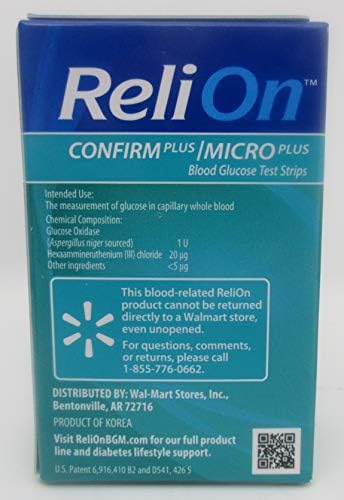 ReliOn™
CONFIRM PLUS/MICRO PLUS
Blood Glucose Test Strips
Intended Use:
The measurement of glucose in capillary whole blood
Chemical Composition:
Glucose Oxidase
(Aspergillus niger sourced) 1 U
Hexaammineruthenium (III) chloride 20 µg
Other ingredients <5 µg
This blood-related ReliOn
product cannot be returned
directly to a Walmart store,
even unopened.
For questions, comments,
or returns, please call
1-855-776-0662.
DISTRIBUTED BY: Wal-Mart Stores, Inc.,
Bentonville, AR 72716
PRODUCT OF KOREA
Visit ReliOnBGM.com for our full product
line and diabetes lifestyle support.
U.S. Patent 6,916,410 B2 and D541, 426 S